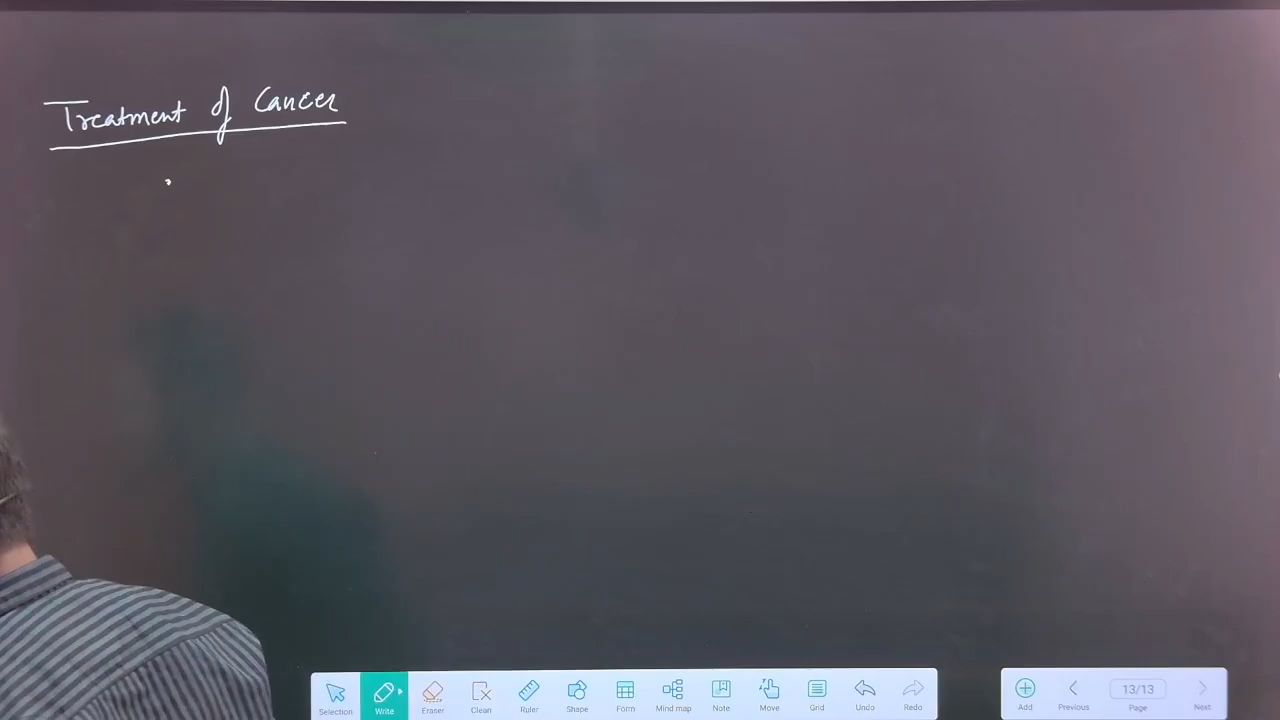 Treatment of Cancer
Selection Write Eraser Clean Ruler Shape Form Mind map Note Move Grid Undo Redo
Add Previous 13/13 Page Next